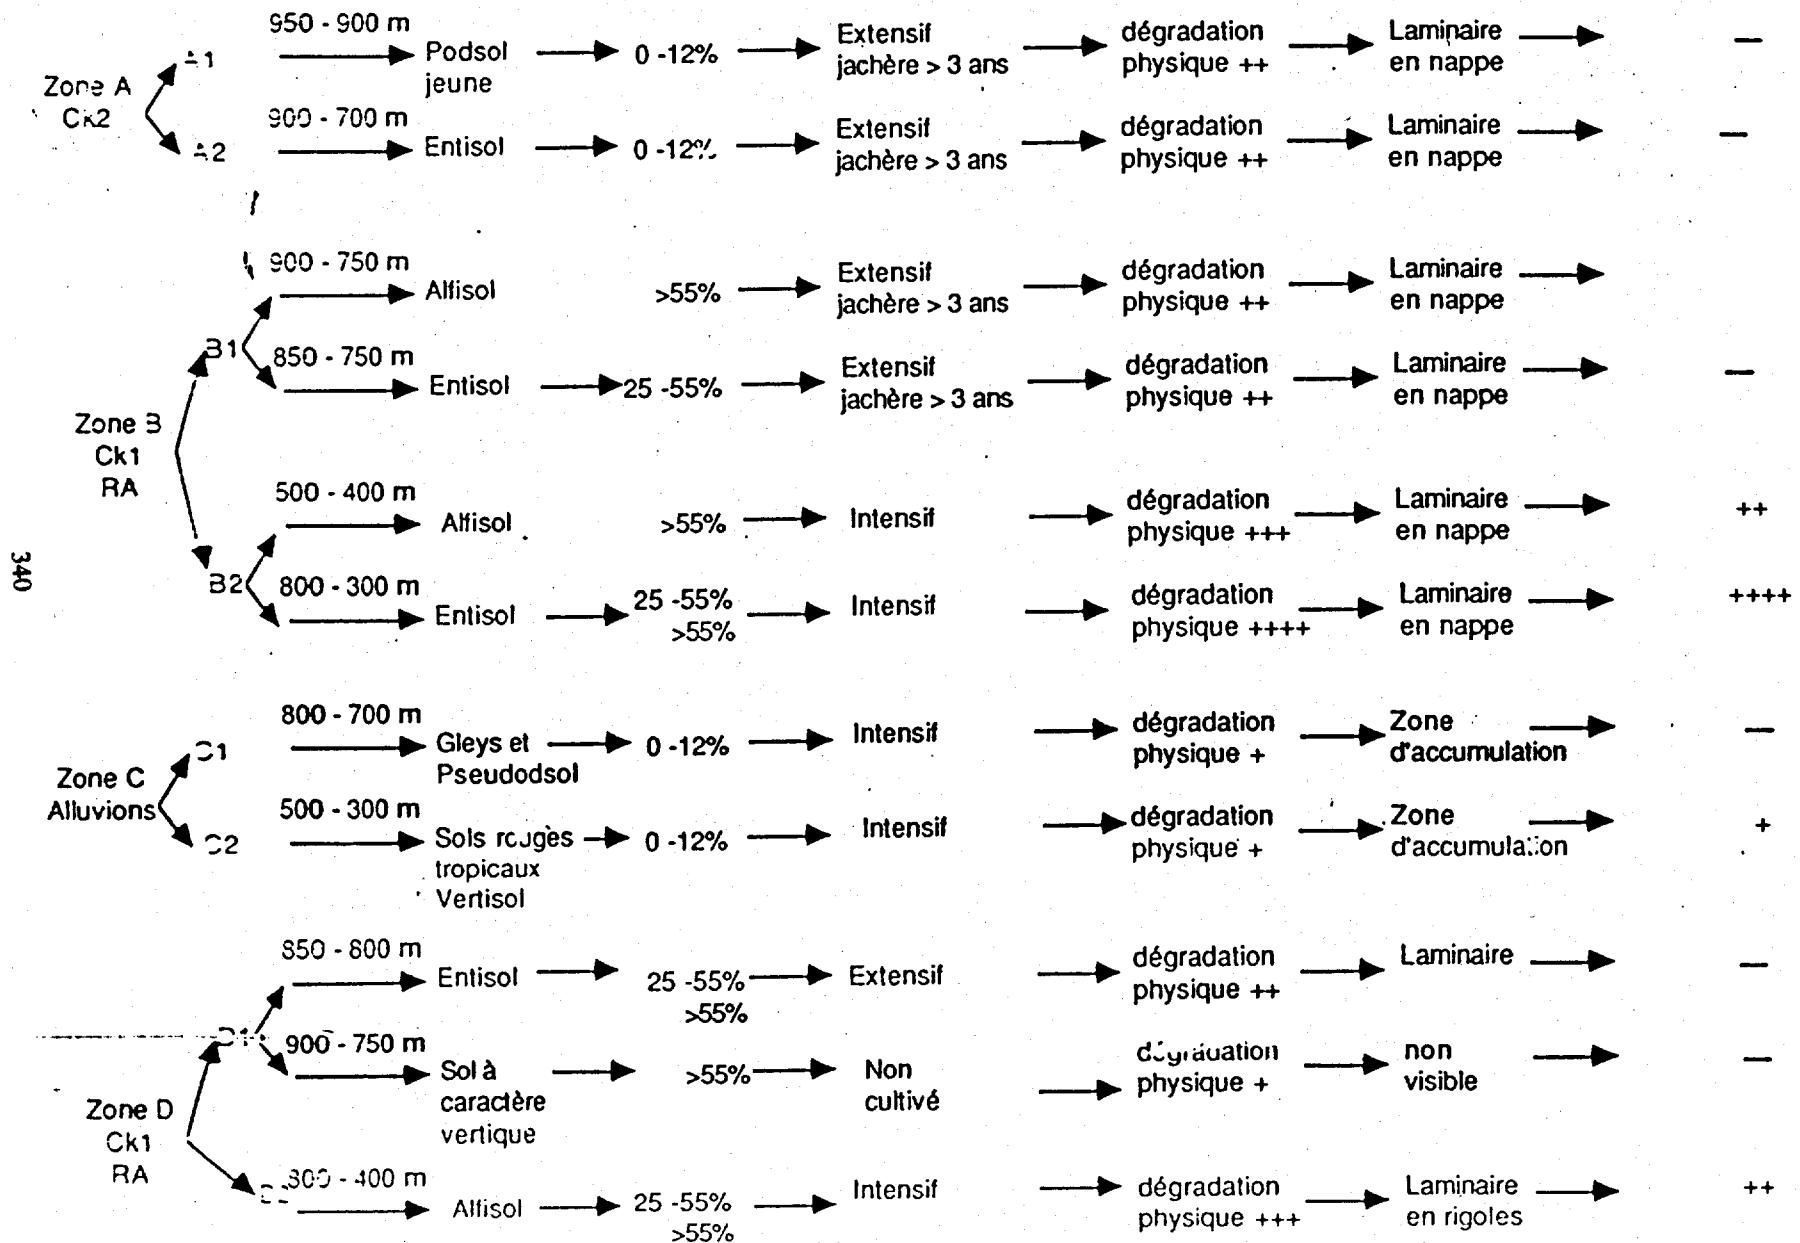 950 - 900 m
A1
Podsol
jeune
0 -12%
Extensif
jachère > 3 ans
dégradation
physique ++
Laminaire
en nappe
—
Zone A
Ck2
900 - 700 m
A2
Entisol
0 -12%
Extensif
jachère > 3 ans
dégradation
physique ++
Laminaire
en nappe
—
900 - 750 m
Alfisol
>55%
Extensif
jachère > 3 ans
dégradation
physique ++
Laminaire
en nappe
B1
850 - 750 m
Entisol
25 -55%
Extensif
jachère > 3 ans
dégradation
physique ++
Laminaire
en nappe
—
Zone B
Ck1
RA
500 - 400 m
Alfisol
>55%
Intensif
dégradation
physique +++
Laminaire
en nappe
++
B2
800 - 300 m
Entisol
25 -55%
>55%
Intensif
dégradation
physique ++++
Laminaire
en nappe
++++
340
800 - 700 m
C1
Gleys et
Pseudodsol
0 -12%
Intensif
dégradation
physique +
Zone
d'accumulation
—
Zone C
Alluvions
500 - 300 m
C2
Sols rouges
tropicaux
Vertisol
0 -12%
Intensif
dégradation
physique +
Zone
d'accumulation
+
850 - 800 m
Entisol
25 -55%
>55%
Extensif
dégradation
physique ++
Laminaire
—
D1
900 - 750 m
Sol à
caractère
vertique
>55%
Non
cultivé
dégradation
physique +
non
visible
—
Zone D
Ck1
RA
800 - 400 m
Alfisol
25 -55%
>55%
Intensif
dégradation
physique +++
Laminaire
en rigoles
++